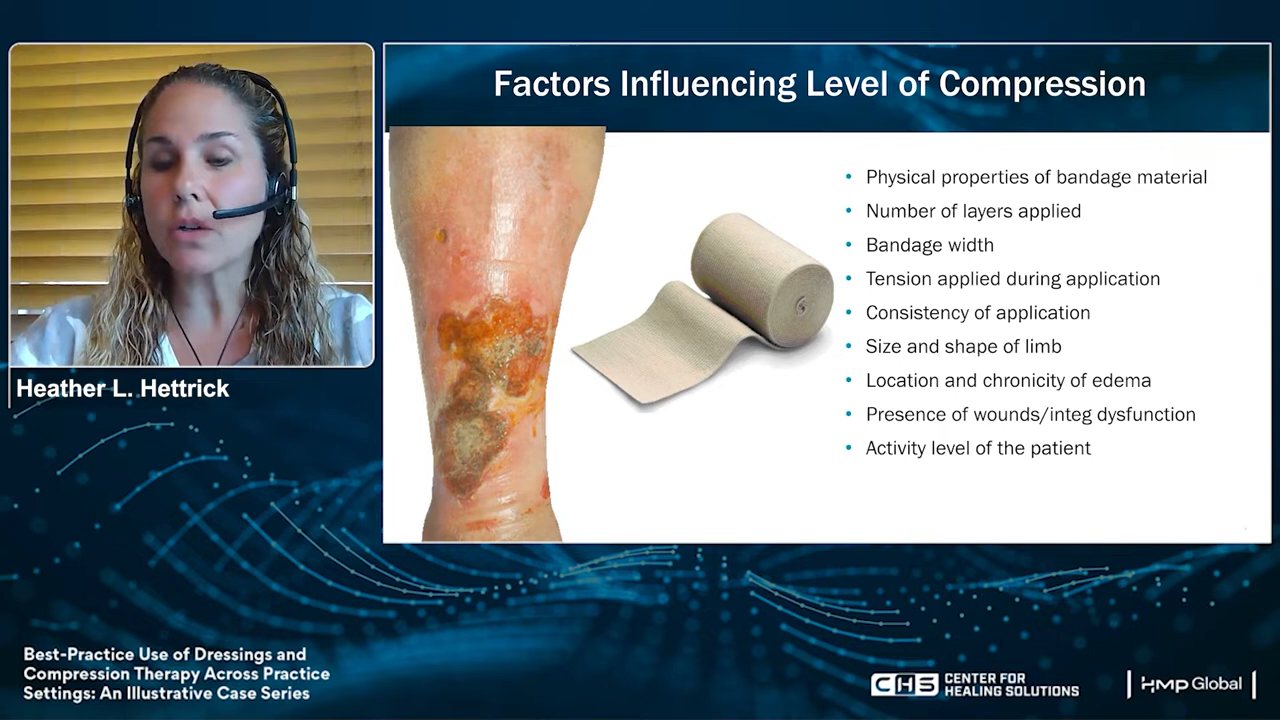 Factors Influencing Level of Compression
• Physical properties of bandage material
• Number of layers applied
• Bandage width
• Tension applied during application
• Consistency of application
• Size and shape of limb
• Location and chronicity of edema
• Presence of wounds/integ dysfunction
• Activity level of the patient
Heather L. Hettrick
Best-Practice Use of Dressings and
Compression Therapy Across Practice
Settings: An Illustrative Case Series
CHS CENTER FOR
HEALING SOLUTIONS
HMP Global